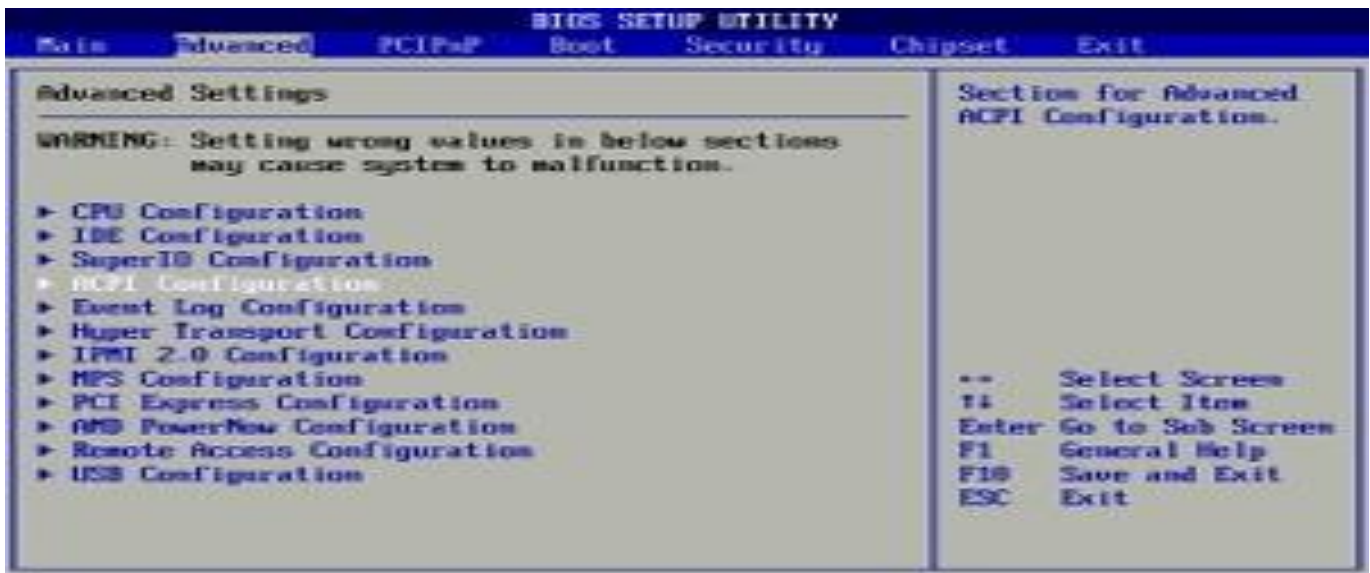 BIOS SETUP UTILITY
Main Advanced PCIPnP Boot Security Chipset Exit
Advanced Settings
WARNING: Setting wrong values in below sections
may cause system to malfunction.
► CPU Configuration
► IDE Configuration
► SuperIO Configuration
► ACPI Configuration
► Event Log Configuration
► Hyper Transport Configuration
► IPMI 2.0 Configuration
► MPS Configuration
► PCI Express Configuration
► AMD PowerNow Configuration
► Remote Access Configuration
► USB Configuration
Section for Advanced
ACPI Configuration.
←→ Select Screen
↑↓ Select Item
Enter Go to Sub Screen
F1 General Help
F10 Save and Exit
ESC Exit